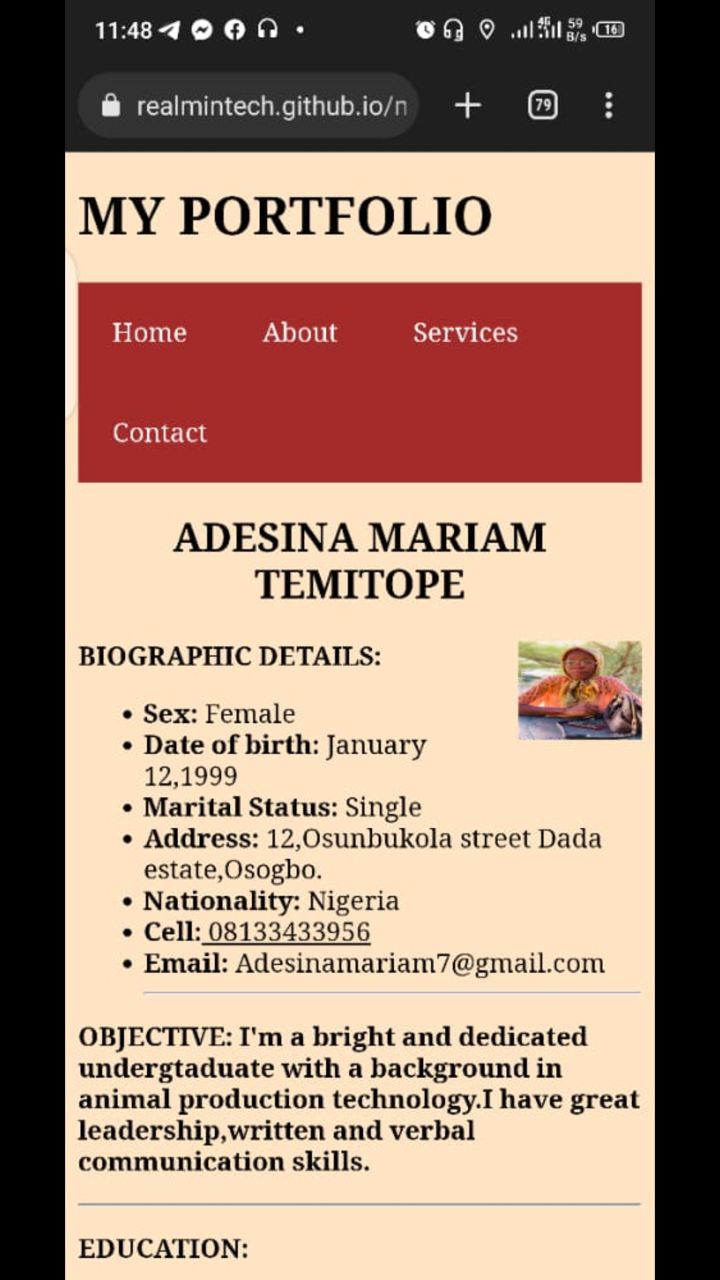 11:48 4G 59 B/s 16
realmintech.github.io/n 79
MY PORTFOLIO
Home About Services
Contact
ADESINA MARIAM
TEMITOPE
BIOGRAPHIC DETAILS:
• Sex: Female
• Date of birth: January
12,1999
• Marital Status: Single
• Address: 12,Osunbukola street Dada
estate,Osogbo.
• Nationality: Nigeria
• Cell: 08133433956
• Email: Adesinamariam7@gmail.com
OBJECTIVE: I'm a bright and dedicated
undergtaduate with a background in
animal production technology.I have great
leadership,written and verbal
communication skills.
EDUCATION: